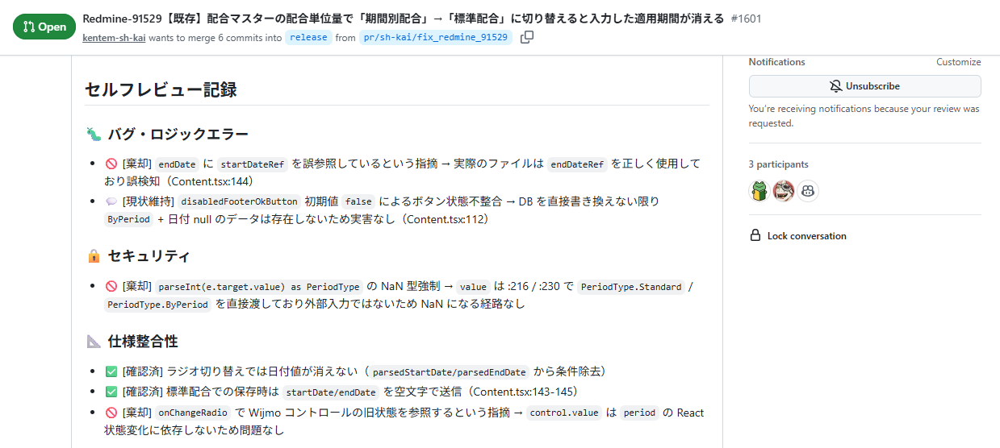 Open
Redmine-91529【既存】配合マスターの配合単位量で「期間別配合」→「標準配合」に切り替えると入力した適用期間が消える #1601
kentem-sh-kai wants to merge 6 commits into release from pr/sh-kai/fix_redmine_91529
Notifications Customize
Unsubscribe
You're receiving notifications because your review was
requested.
3 participants
Lock conversation
セルフレビュー記録
バグ・ロジックエラー
[棄却] endDate に startDateRef を誤参照しているという指摘 → 実際のファイルは endDateRef を正しく使用して
おり誤検知（Content.tsx:144）
[現状維持] disabledFooterOkButton 初期値 false によるボタン状態不整合 → DB を直接書き換えない限り
ByPeriod + 日付 null のデータは存在しないため実害なし（Content.tsx:112）
セキュリティ
[棄却] parseInt(e.target.value) as PeriodType の NaN 型強制 → value は :216 / :230 で PeriodType.Standard /
PeriodType.ByPeriod を直接渡しており外部入力ではないため NaN になる経路なし
仕様整合性
[確認済] ラジオ切り替えでは日付値が消えない（ parsedStartDate/parsedEndDate から条件除去）
[確認済] 標準配合での保存時は startDate/endDate を空文字で送信（Content.tsx:143-145）
[棄却] onChangeRadio で Wijmo コントロールの旧状態を参照するという指摘 → control.value は period の React
状態変化に依存しないため問題なし